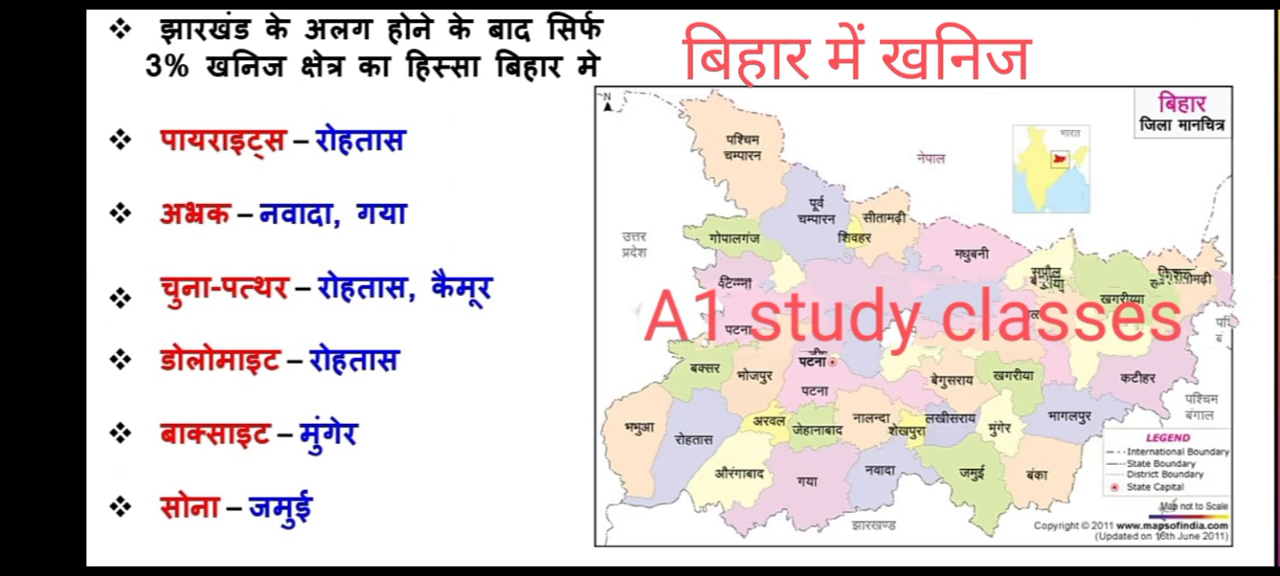 ❖ झारखंड के अलग होने के बाद सिर्फ
3% खनिज क्षेत्र का हिस्सा बिहार मे
❖ पायराइट्स – रोहतास
❖ अभ्रक – नवादा, गया
❖ चुना-पत्थर – रोहतास, कैमूर
❖ डोलोमाइट – रोहतास
❖ बाक्साइट – मुंगेर
❖ सोना – जमुई
बिहार में खनिज
N
बिहार
जिला मानचित्र
भारत
पश्चिम
चम्पारन
नेपाल
पूर्व
चम्पारन
सीतामढ़ी
गोपालगंज
शिवहर
उत्तर
प्रदेश
मधुबनी
सुपौल
खगरीय्या
A1 study classes
पटना
बक्सर
भोजपुर
पटना
पटना
बेगुसराय
खगरीया
कटीहर
पश्चिम
बंगाल
भभुआ
रोहतास
अरवल
जेहानाबाद
नालन्दा
शेखपुरा
लखीसराय
मुंगेर
भागलपुर
औरंगाबाद
गया
नवादा
जमुई
बंका
झारखण्ड
LEGEND
International Boundary
State Boundary
District Boundary
State Capital
Map not to Scale
Copyright © 2011 www.mapsofindia.com
(Updated on 16th June 2011)